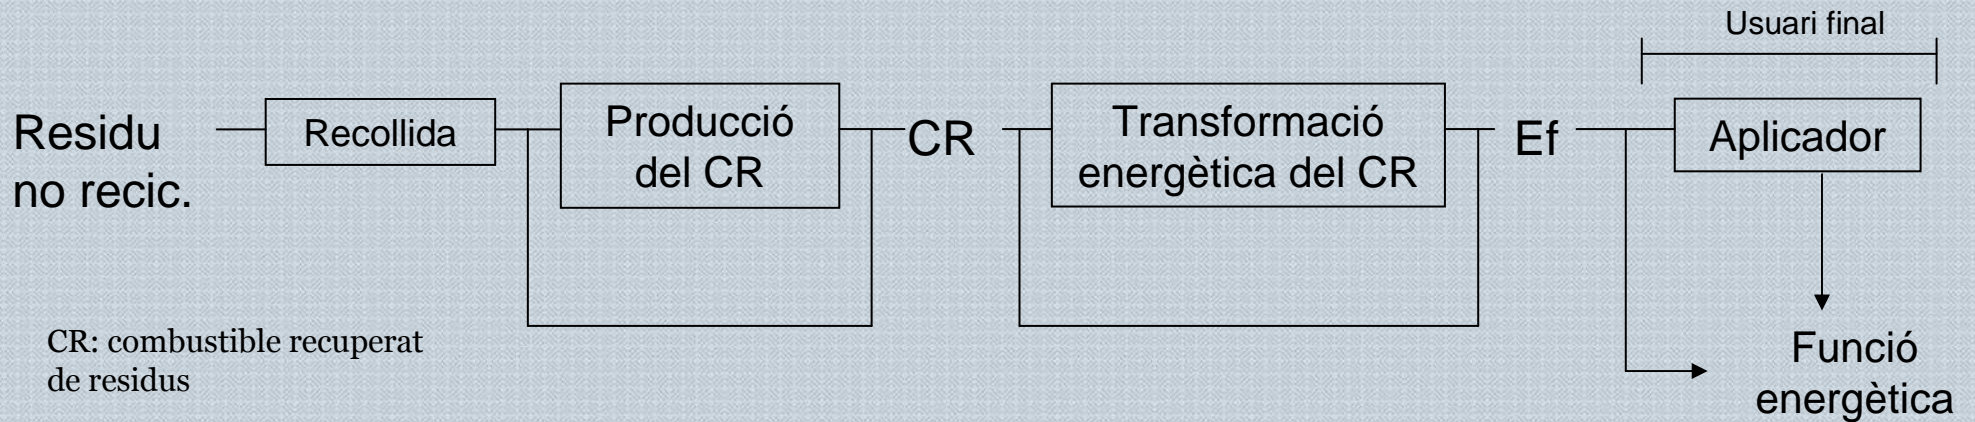 Usuari final
Residu
no recic.
Recollida
Producció
del CR
CR
Transformació
energètica del CR
Ef
Aplicador
CR: combustible recuperat
de residus
Funció
energètica